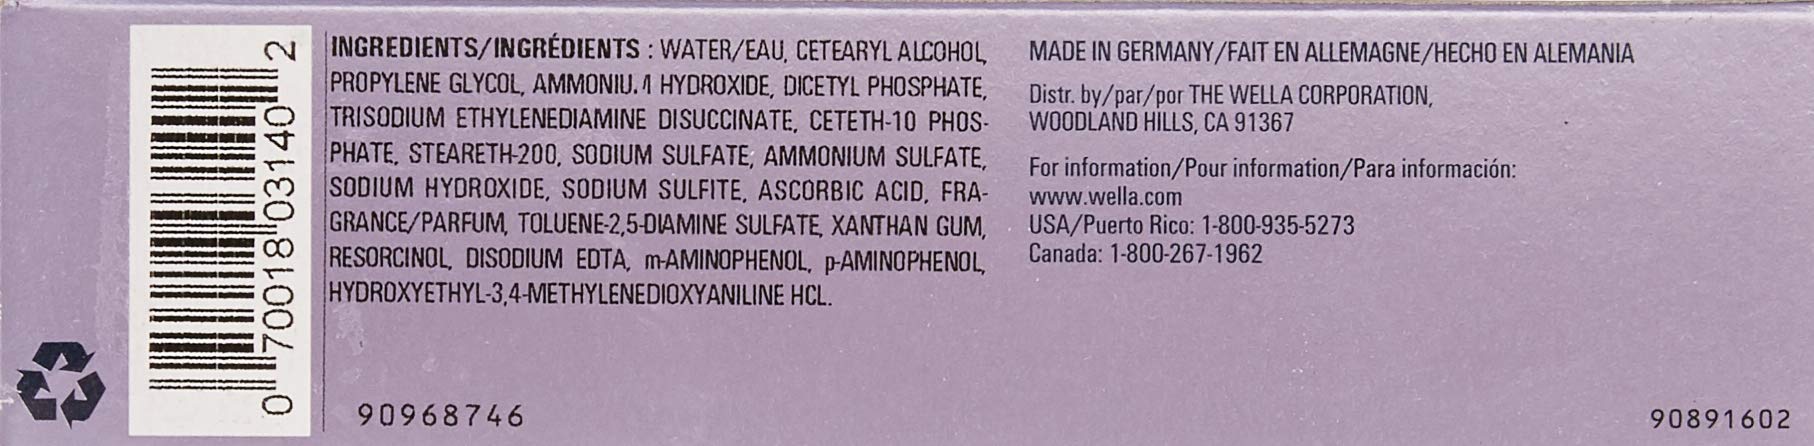 0 70018 03140 2
INGREDIENTS/INGRÉDIENTS : WATER/EAU, CETEARYL ALCOHOL,
PROPYLENE GLYCOL, AMMONIUM HYDROXIDE, DICETYL PHOSPHATE,
TRISODIUM ETHYLENEDIAMINE DISUCCINATE, CETETH-10 PHOS-
PHATE, STEARETH-200, SODIUM SULFATE, AMMONIUM SULFATE,
SODIUM HYDROXIDE, SODIUM SULFITE, ASCORBIC ACID, FRA-
GRANCE/PARFUM, TOLUENE-2,5-DIAMINE SULFATE, XANTHAN GUM,
RESORCINOL, DISODIUM EDTA, m-AMINOPHENOL, p-AMINOPHENOL,
HYDROXYETHYL-3,4-METHYLENEDIOXYANILINE HCL.
90968746
MADE IN GERMANY/FAIT EN ALLEMAGNE/HECHO EN ALEMANIA
Distr. by/par/por THE WELLA CORPORATION,
WOODLAND HILLS, CA 91367
For information/Pour information/Para información:
www.wella.com
USA/Puerto Rico: 1-800-935-5273
Canada: 1-800-267-1962
90891602